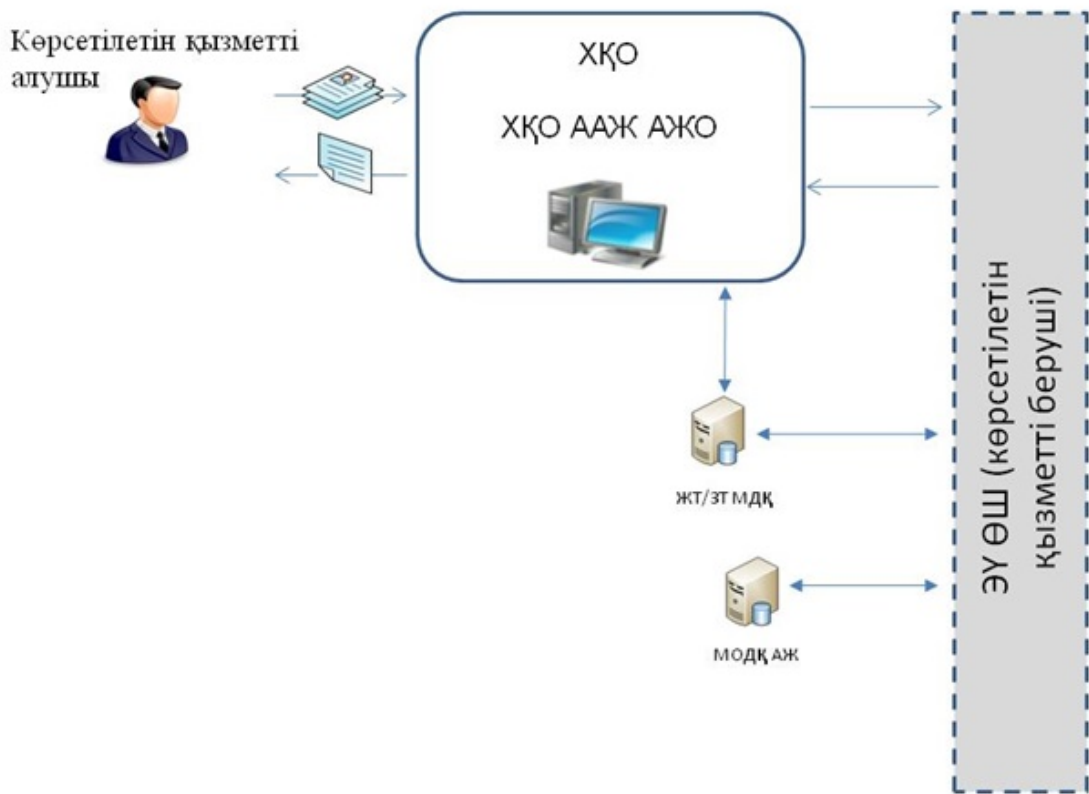 Көрсетілетін қызметті
алушы
ХҚО
ХҚО ААЖ АЖО
ЖТ/ЗТ МДҚ
МОДҚ АЖ
ЭҮ ӨШ (көрсетілетін
қызметті беруші)